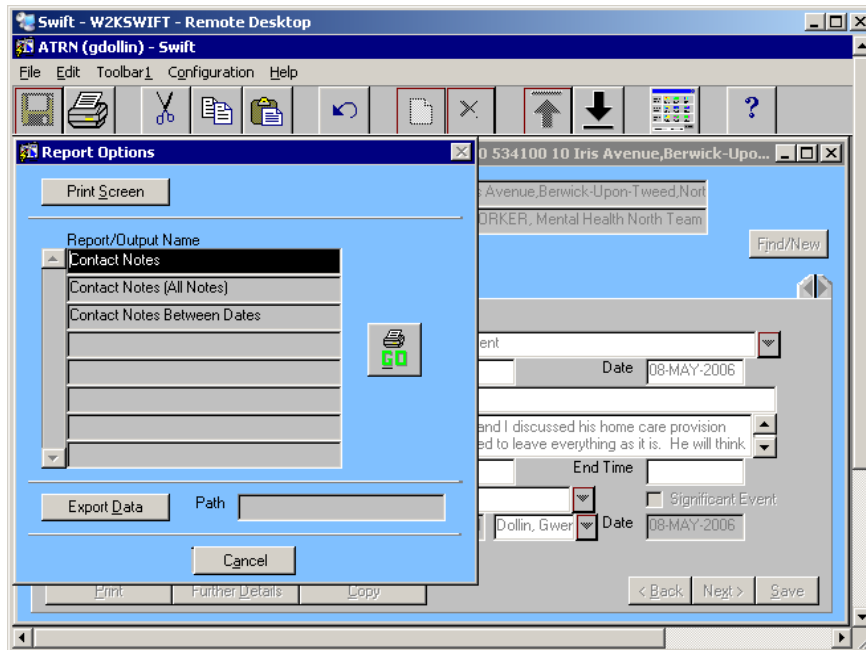 Swift - W2KSWIFT - Remote Desktop
ATRN (gdollin) - Swift
File Edit Toolbar1 Configuration Help
Report Options
0 534100 10 Iris Avenue,Berwick-Upo...
Print Screen
s Avenue,Berwick-Upon-Tweed,Nort
ORKER, Mental Health North Team
Find/New
Report/Output Name
Contact Notes
Contact Notes (All Notes)
Contact Notes Between Dates
GO
ent
Date 08-MAY-2006
and I discussed his home care provision
ed to leave everything as it is. He will think
End Time
Significant Event
Export Data Path
Dollin, Gwer Date 08-MAY-2006
Cancel
Print Further Details Copy < Back Next > Save